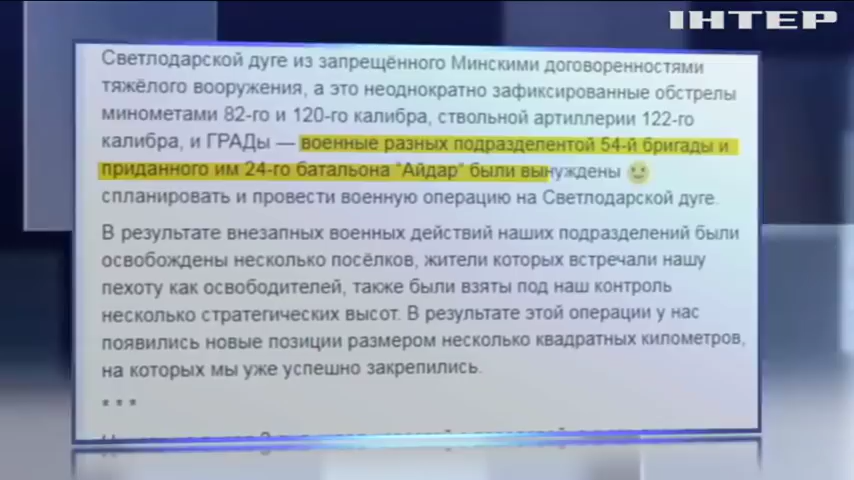 ІНТЕР
Светлодарской дуге из запрещённого Минскими договоренностями
тяжёлого вооружения, а это неоднократно зафиксированные обстрелы
минометами 82-го и 120-го калибра, ствольной артиллерии 122-го
калибра, и ГРАДы — военные разных подразделентой 54-й бригады и
приданного им 24-го батальона "Айдар" были вынуждены
спланировать и провести военную операцию на Светлодарской дуге.
В результате внезапных военных действий наших подразделений были
освобождены несколько посёлков, жители которых встречали нашу
пехоту как освободителей, также были взяты под наш контроль
несколько стратегических высот. В результате этой операции у нас
появились новые позиции размером несколько квадратных километров,
на которых мы уже успешно закрепились.
* * *